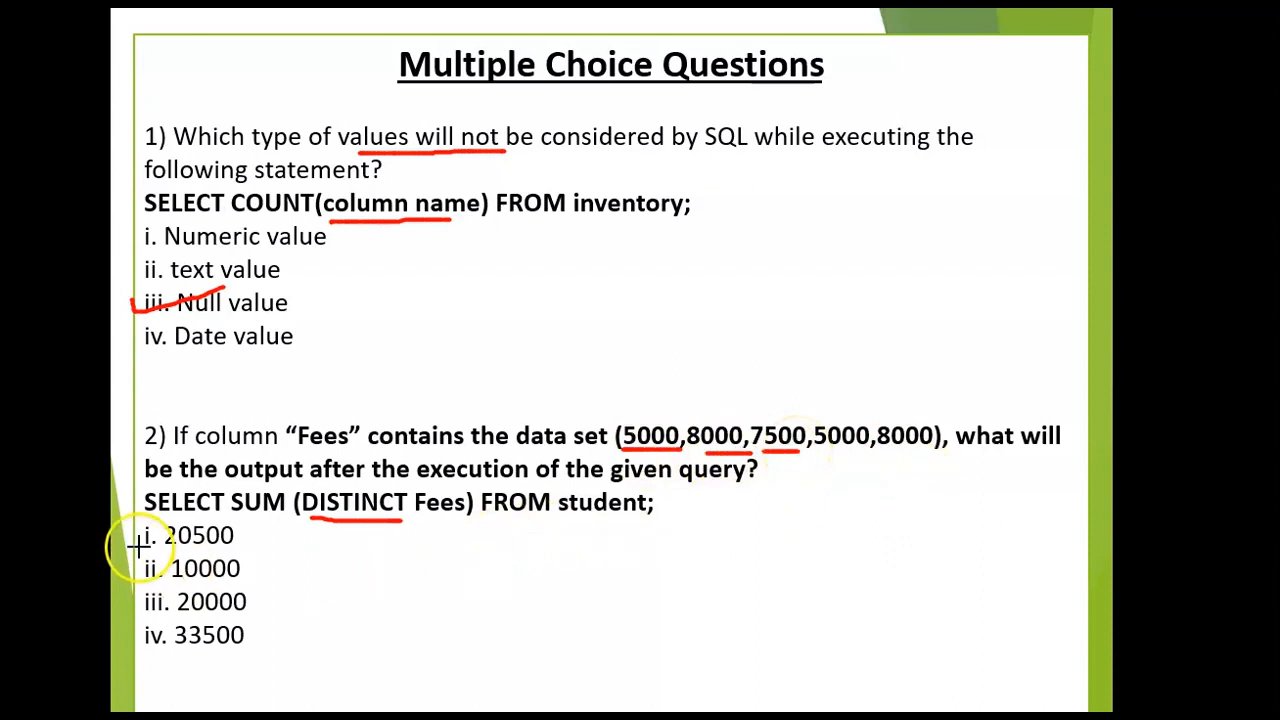 Multiple Choice Questions
1) Which type of values will not be considered by SQL while executing the
following statement?
SELECT COUNT(column name) FROM inventory;
i. Numeric value
ii. text value
iii. Null value
iv. Date value
2) If column “Fees” contains the data set (5000,8000,7500,5000,8000), what will
be the output after the execution of the given query?
SELECT SUM (DISTINCT Fees) FROM student;
i. 20500
ii. 10000
iii. 20000
iv. 33500